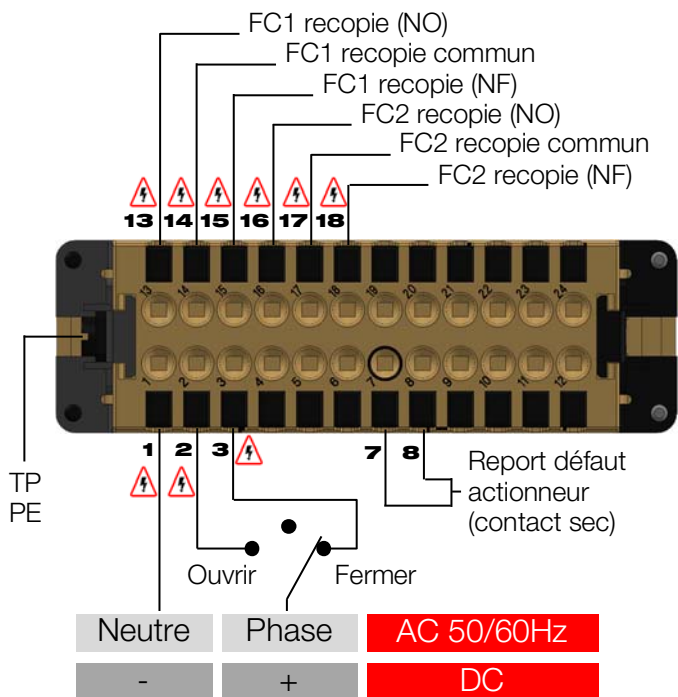 FC1 recopie (NO)
FC1 recopie commun
FC1 recopie (NF)
FC2 recopie (NO)
FC2 recopie commun
FC2 recopie (NF)
13 14 15 16 17 18
13 14 15 16 17 18 19 20 21 22 23 24
1 2 3 4 5 6 7 8 9 10 11 12
1 2 3 7 8
TP
PE
Report défaut
actionneur
(contact sec)
Ouvrir Fermer
Neutre Phase AC 50/60Hz
- + DC